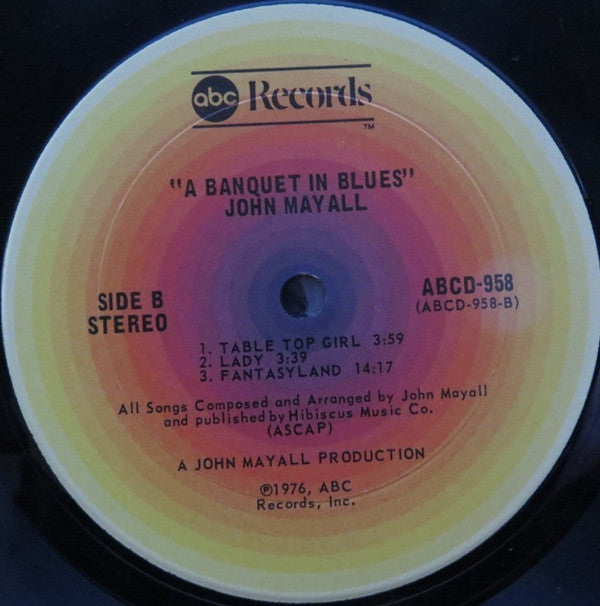 abc Records
TM
"A BANQUET IN BLUES"
JOHN MAYALL
SIDE B
STEREO
ABCD-958
(ABCD-958-B)
1. TABLE TOP GIRL 3:59
2. LADY 3:39
3. FANTASYLAND 14:17
All Songs Composed and Arranged by John Mayall
and published by Hibiscus Music Co.
(ASCAP)
A JOHN MAYALL PRODUCTION
℗1976, ABC
Records, Inc.